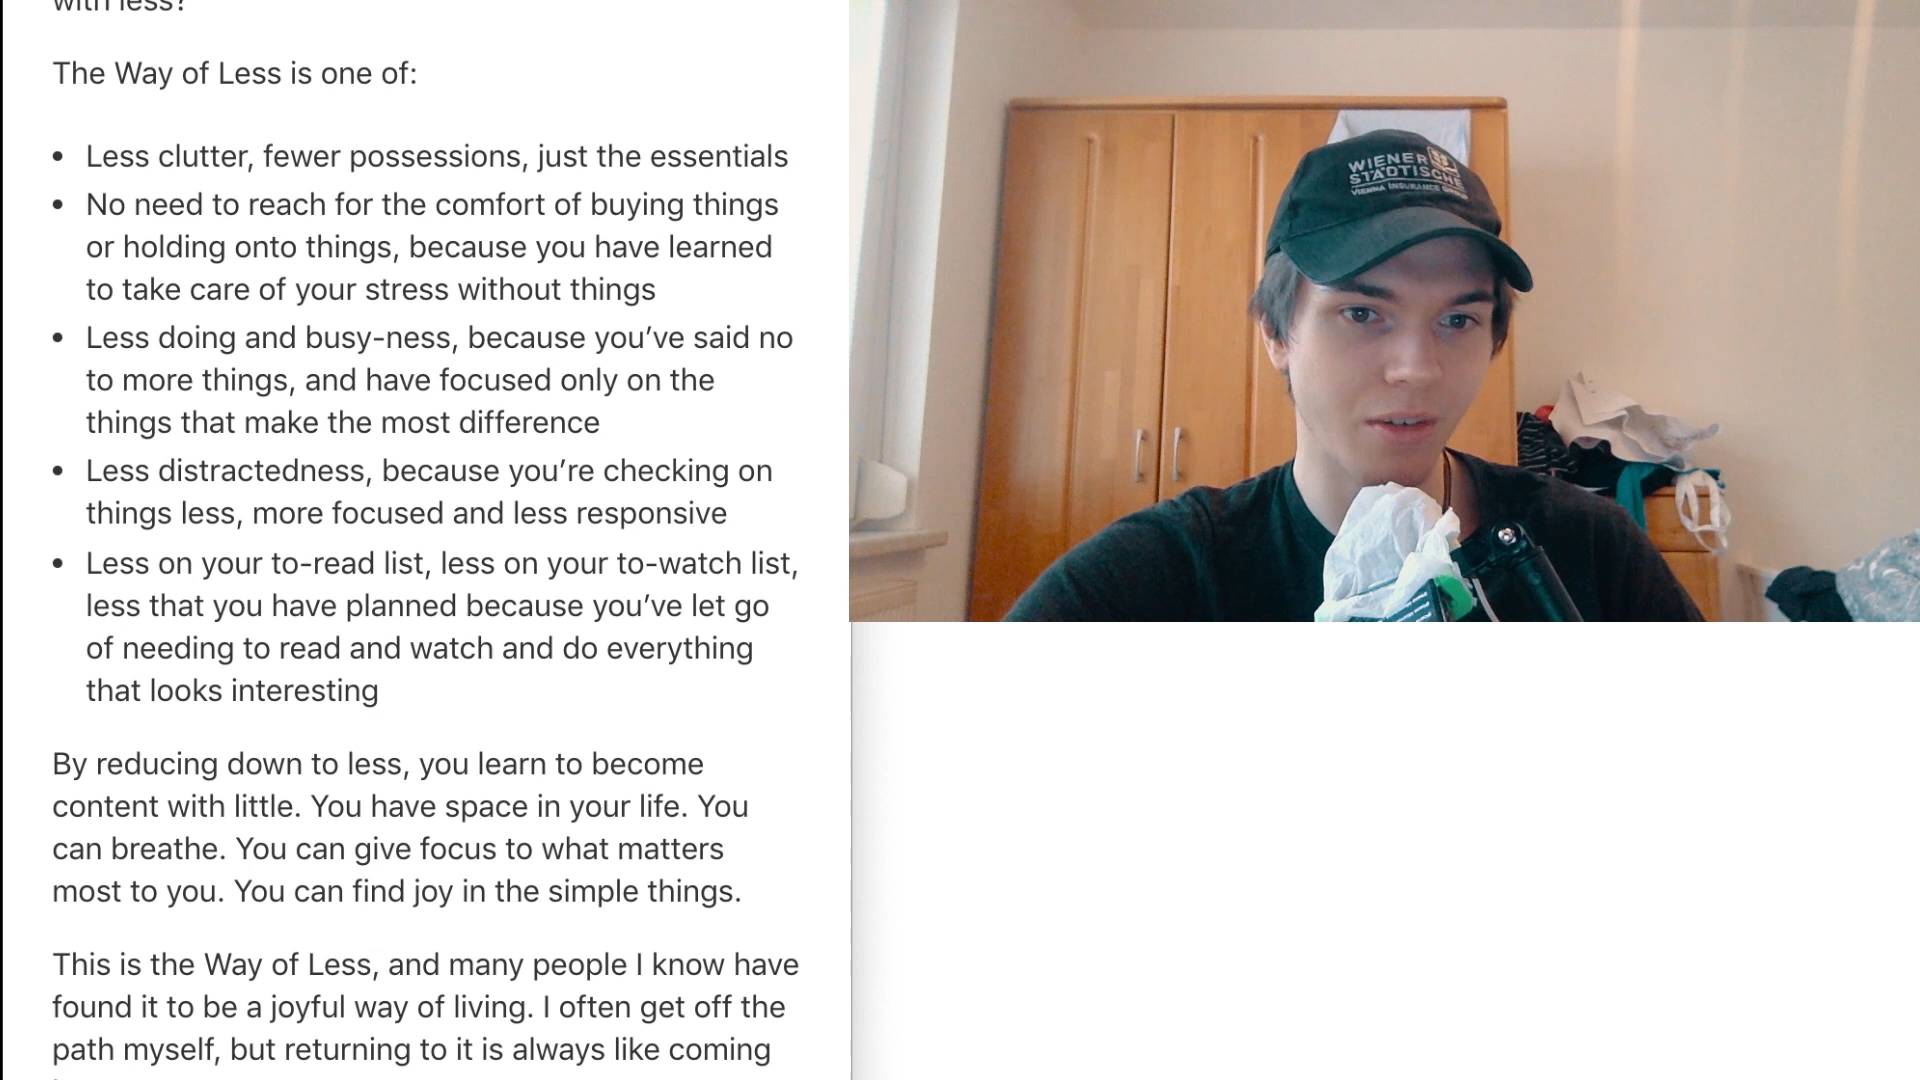 The Way of Less is one of:
• Less clutter, fewer possessions, just the essentials
• No need to reach for the comfort of buying things
or holding onto things, because you have learned
to take care of your stress without things
• Less doing and busy-ness, because you’ve said no
to more things, and have focused only on the
things that make the most difference
• Less distractedness, because you’re checking on
things less, more focused and less responsive
• Less on your to-read list, less on your to-watch list,
less that you have planned because you’ve let go
of needing to read and watch and do everything
that looks interesting
By reducing down to less, you learn to become
content with little. You have space in your life. You
can breathe. You can give focus to what matters
most to you. You can find joy in the simple things.
This is the Way of Less, and many people I know have
found it to be a joyful way of living. I often get off the
path myself, but returning to it is always like coming
WIENER
STÄDTISCHE
VIENNA INSURANCE GROUP